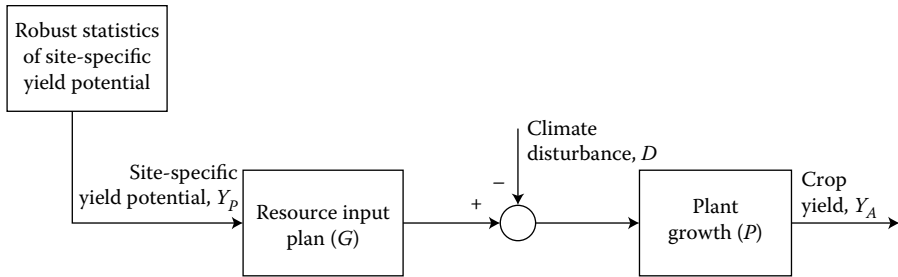 Robust statistics
of site-specific
yield potential
Site-specific
yield potential, Y_P
Resource input
plan (G)
+
−
Climate
disturbance, D
Plant
growth (P)
Crop
yield, Y_A